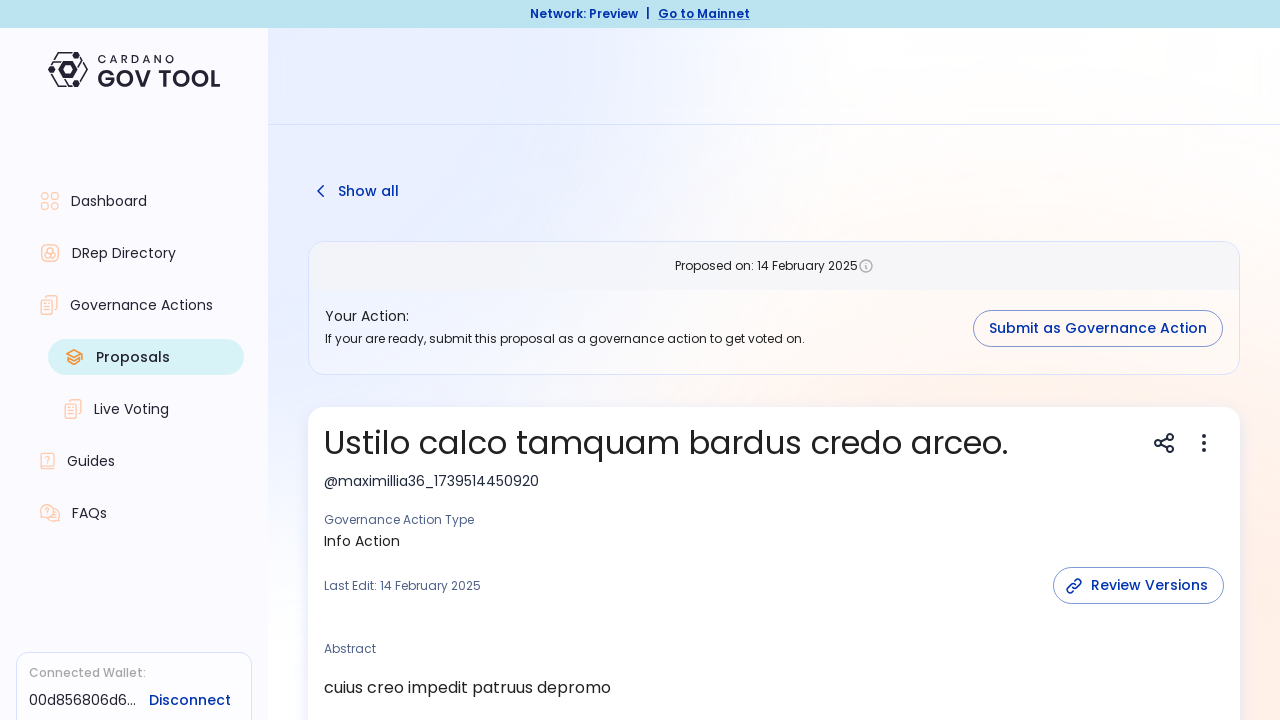 Network: Preview | Go to Mainnet
CARDANO
GOV TOOL
Dashboard
DRep Directory
Governance Actions
Proposals
Live Voting
Guides
FAQs
Connected Wallet:
00d856806d6... Disconnect
Show all
Proposed on: 14 February 2025
Your Action:
If your are ready, submit this proposal as a governance action to get voted on.
Submit as Governance Action
Ustilo calco tamquam bardus credo arceo.
@maximillia36_1739514450920
Governance Action Type
Info Action
Last Edit: 14 February 2025
Review Versions
Abstract
cuius creo impedit patruus depromo